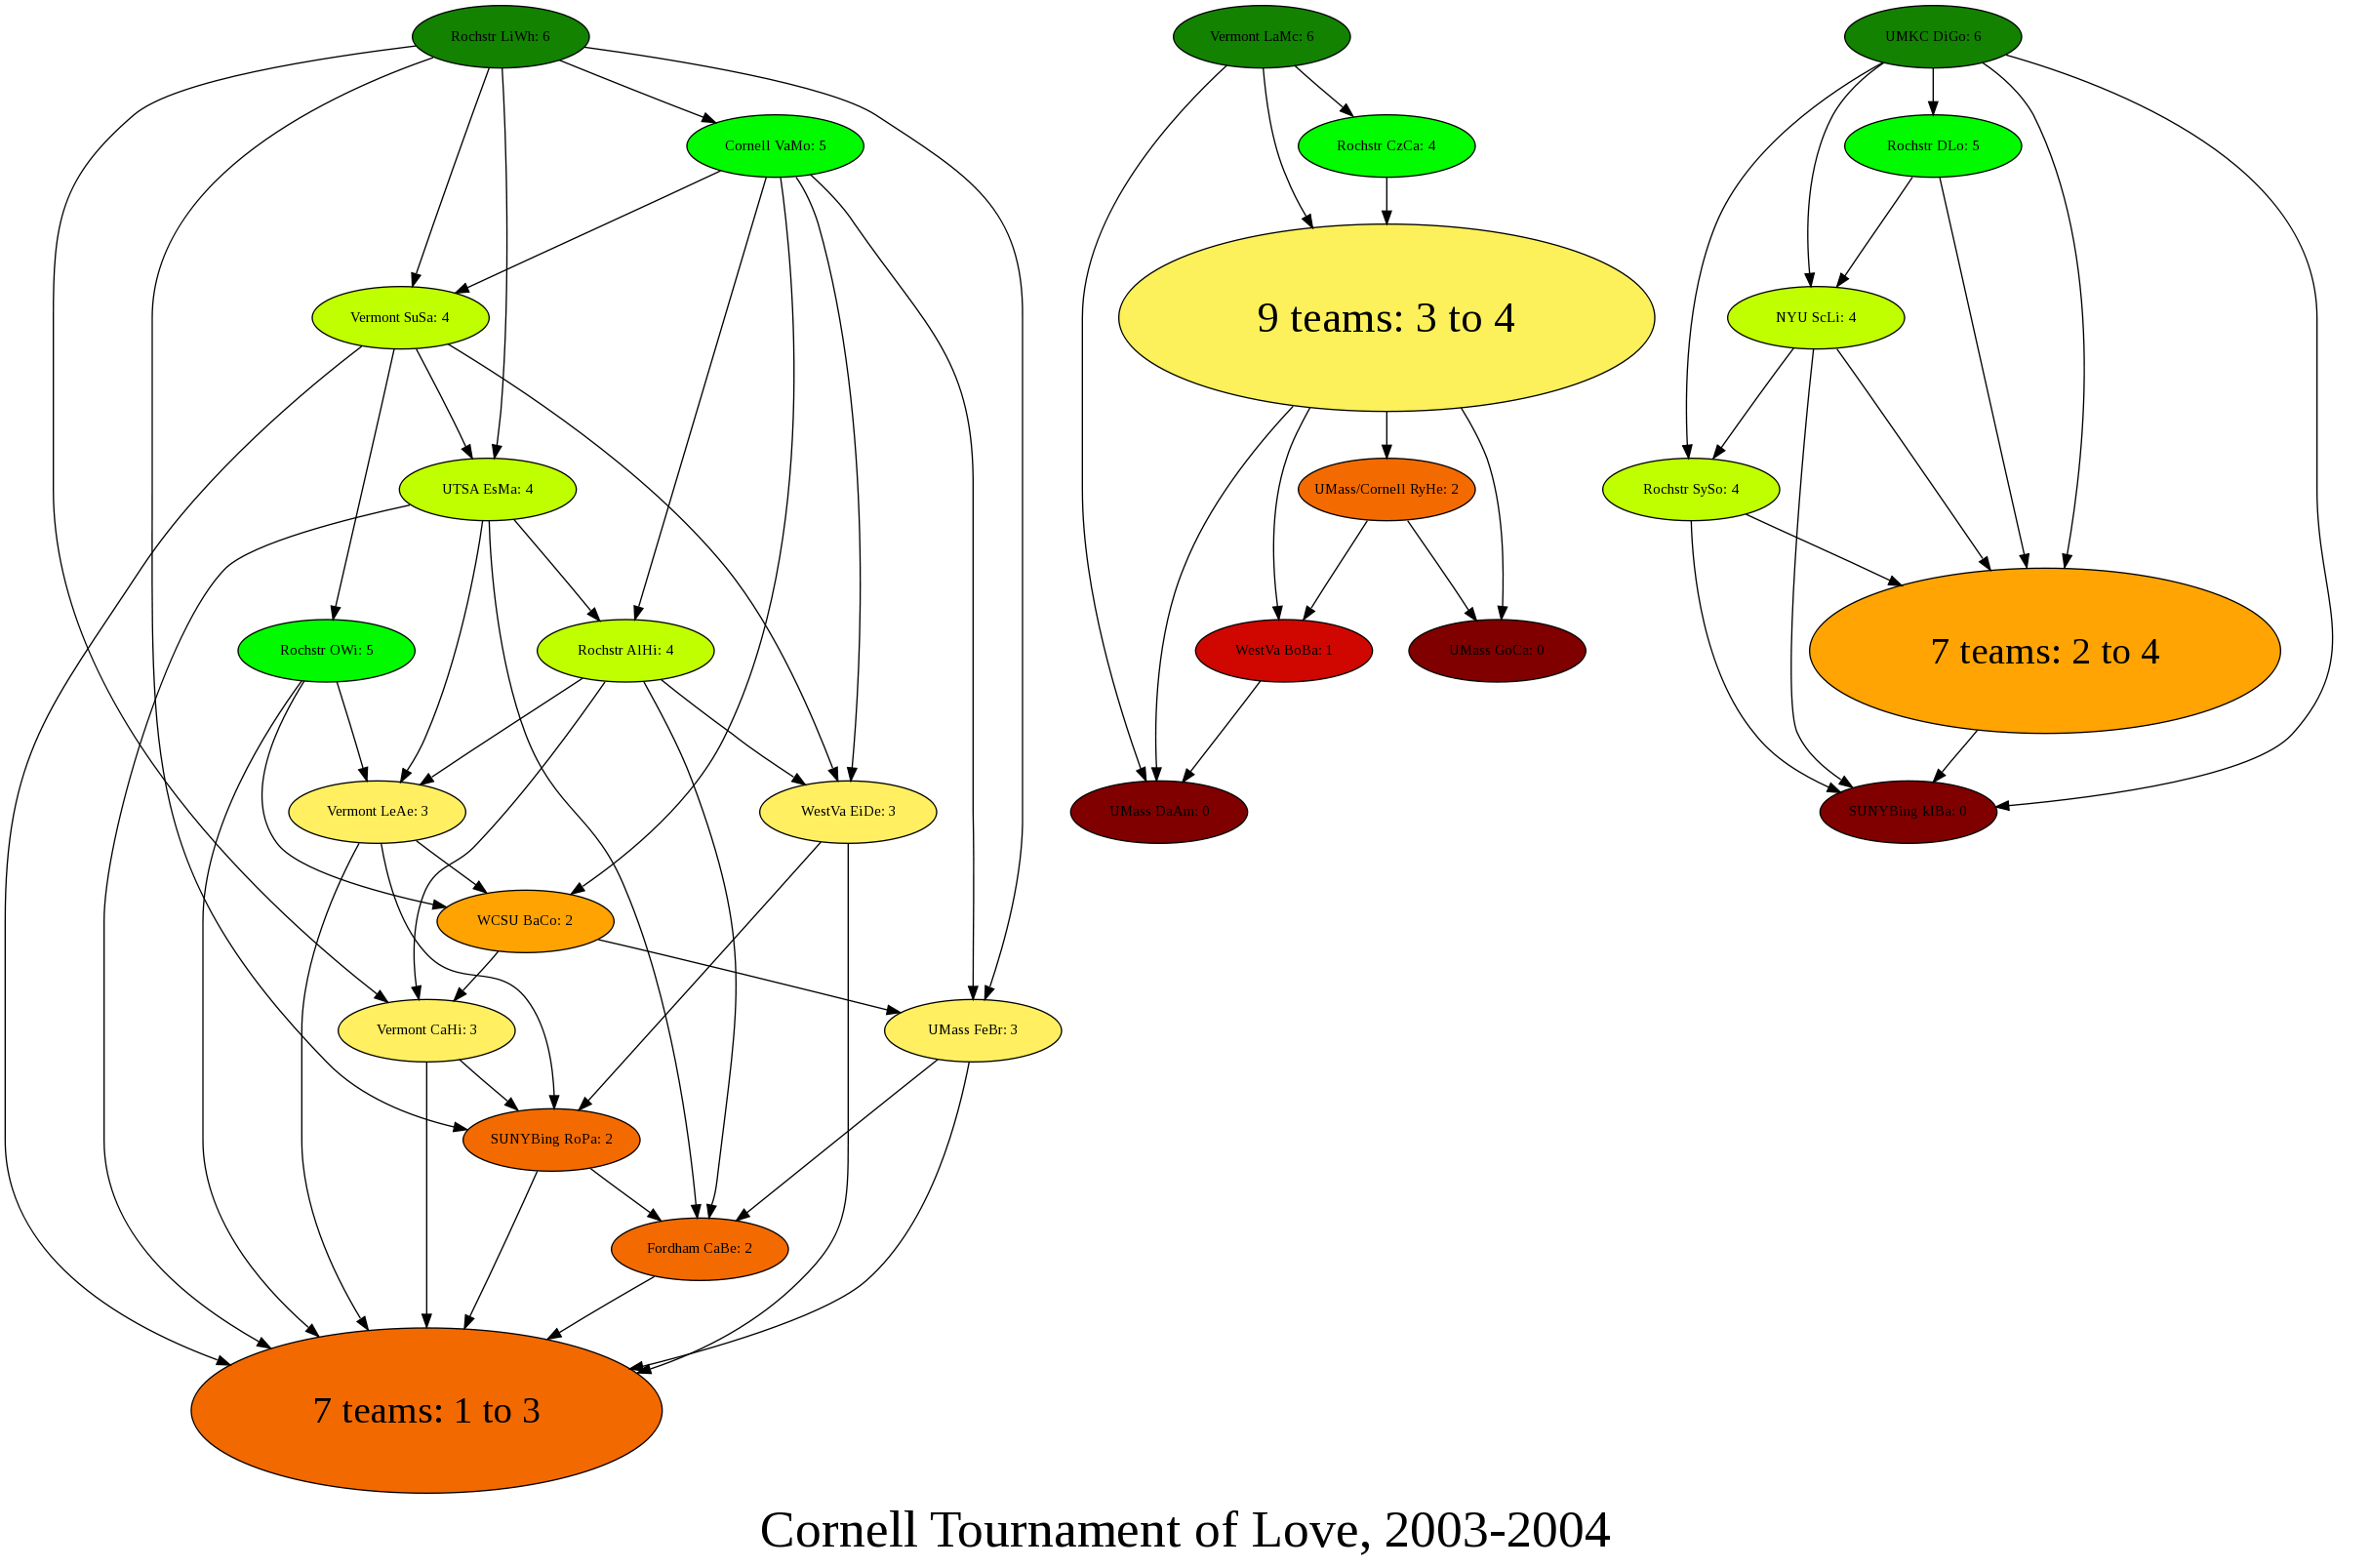 Rochstr LiWh: 6
Vermont LaMc: 6
UMKC DiGo: 6
Cornell VaMo: 5
Rochstr CzCa: 4
Rochstr DLo: 5
Vermont SuSa: 4
9 teams: 3 to 4
NYU ScLi: 4
UTSA EsMa: 4
UMass/Cornell RyHe: 2
Rochstr SySo: 4
Rochstr OWi: 5
Rochstr AlHi: 4
WestVa BoBa: 1
UMass GoCa: 0
7 teams: 2 to 4
Vermont LeAe: 3
WestVa EiDe: 3
UMass DaAm: 0
SUNYBing klBa: 0
WCSU BaCo: 2
Vermont CaHi: 3
UMass FeBr: 3
SUNYBing RoPa: 2
Fordham CaBe: 2
7 teams: 1 to 3
Cornell Tournament of Love, 2003-2004